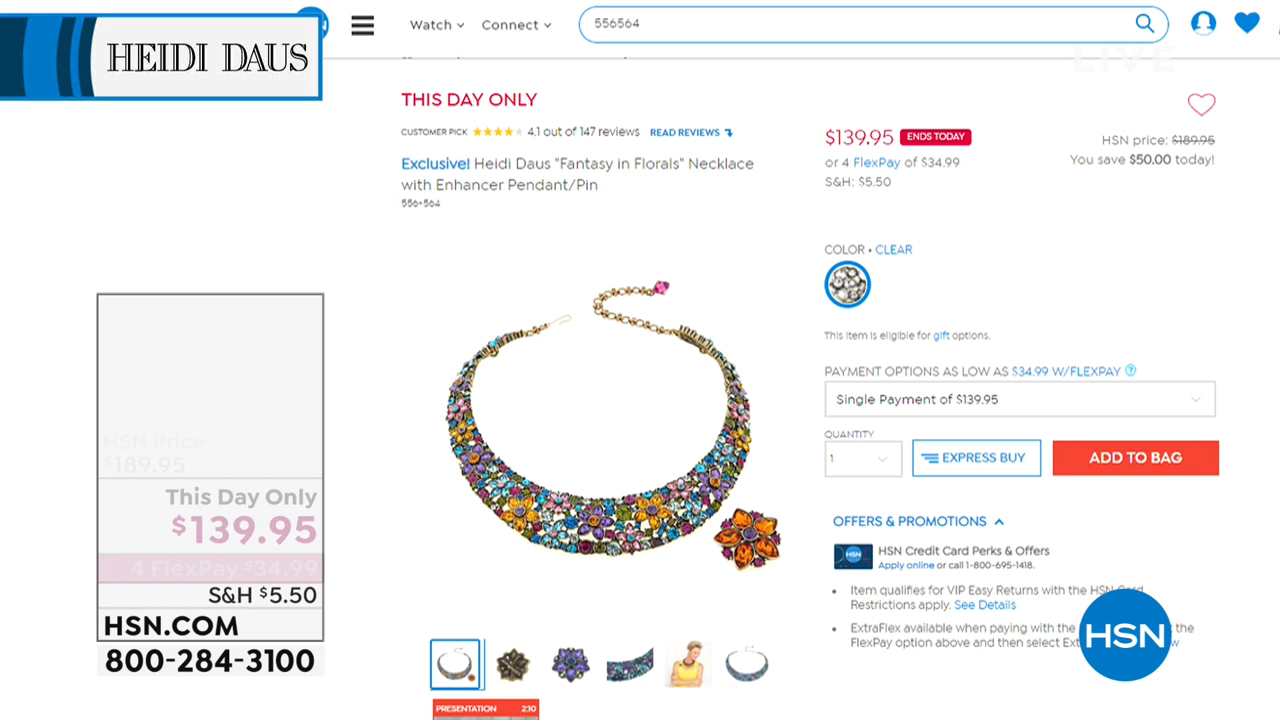 HEIDI DAUS
Watch
Connect
556564
LIVE
THIS DAY ONLY
CUSTOMER PICK 4.1 out of 147 reviews READ REVIEWS
Exclusive! Heidi Daus "Fantasy in Florals" Necklace
with Enhancer Pendant/Pin
556-564
$139.95 ENDS TODAY
or 4 FlexPay of $34.99
S&H: $5.50
HSN price: $189.95
You save $50.00 today!
COLOR • CLEAR
This item is eligible for gift options.
PAYMENT OPTIONS AS LOW AS $34.99 W/FLEXPAY ?
Single Payment of $139.95
QUANTITY
1
EXPRESS BUY
ADD TO BAG
OFFERS & PROMOTIONS
HSN
HSN Credit Card Perks & Offers
Apply online or call 1-800-695-1418.
• Item qualifies for VIP Easy Returns with the HSN Card
Restrictions apply. See Details
• ExtraFlex available when paying with the the
FlexPay option above and then select
HSN
PRESENTATION 2:10
HSN Price
$189.95
This Day Only
$139.95
4 FlexPay $34.99
S&H $5.50
HSN.COM
800-284-3100